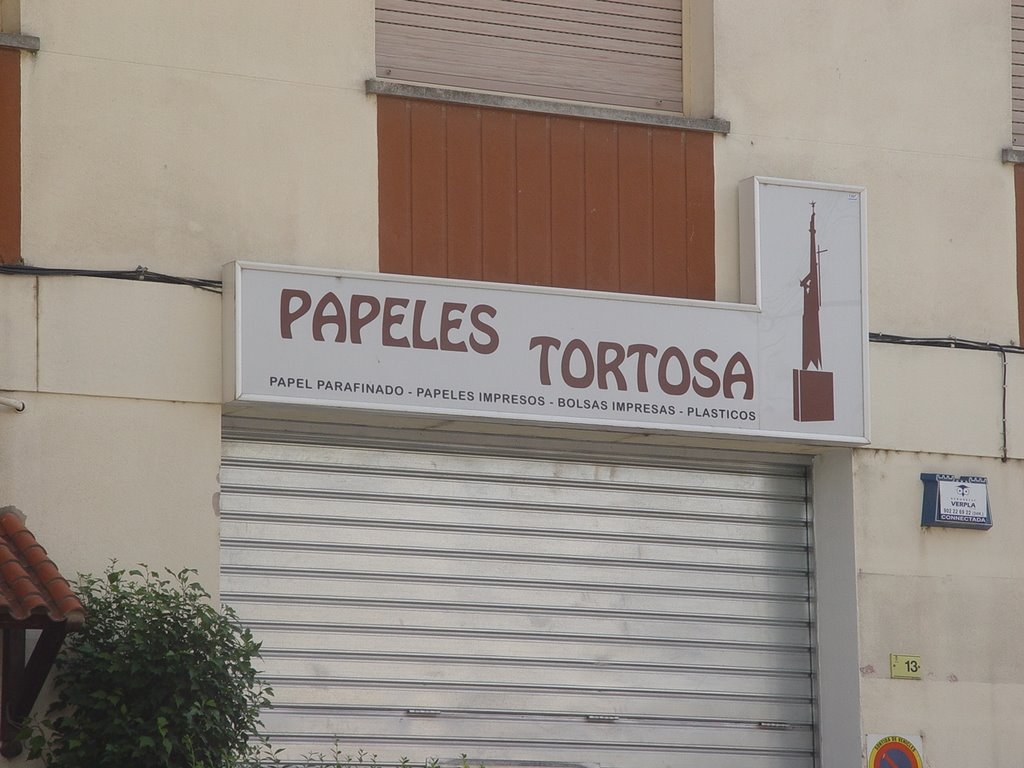 PAPELES
TORTOSA
PAPEL PARAFINADO - PAPELES IMPRESOS - BOLSAS IMPRESAS - PLASTICOS
VERPLA
CONNECTADA
13